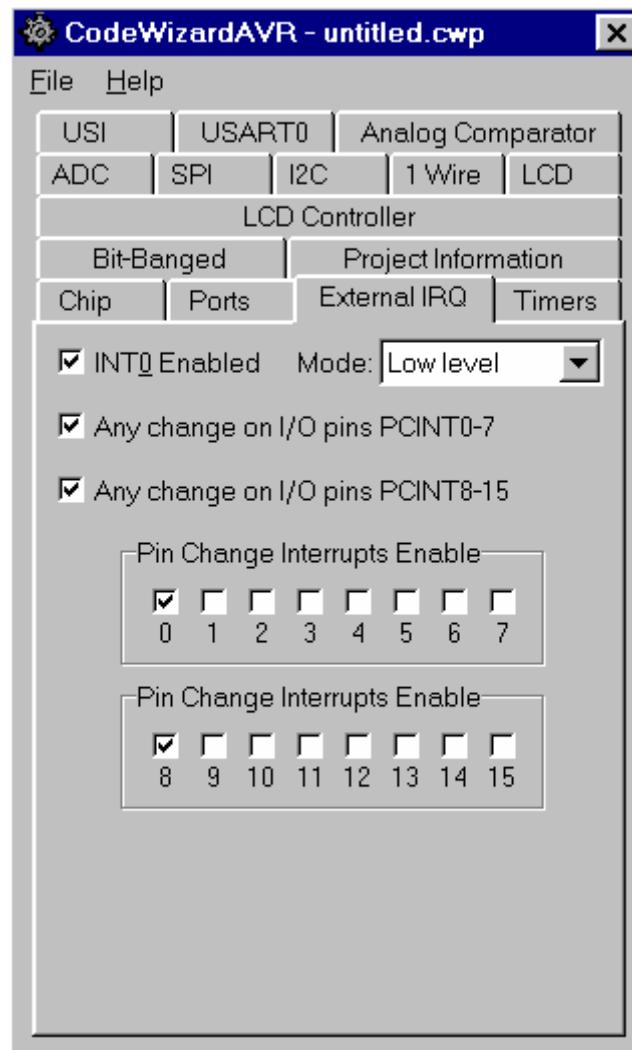 CodeWizardAVR - untitled.cwp
File Help
USI USART0 Analog Comparator
ADC SPI I2C 1 Wire LCD
LCD Controller
Bit-Banged Project Information
Chip Ports External IRQ Timers
INT0 Enabled Mode: Low level
Any change on I/O pins PCINT0-7
Any change on I/O pins PCINT8-15
Pin Change Interrupts Enable
0 1 2 3 4 5 6 7
Pin Change Interrupts Enable
8 9 10 11 12 13 14 15